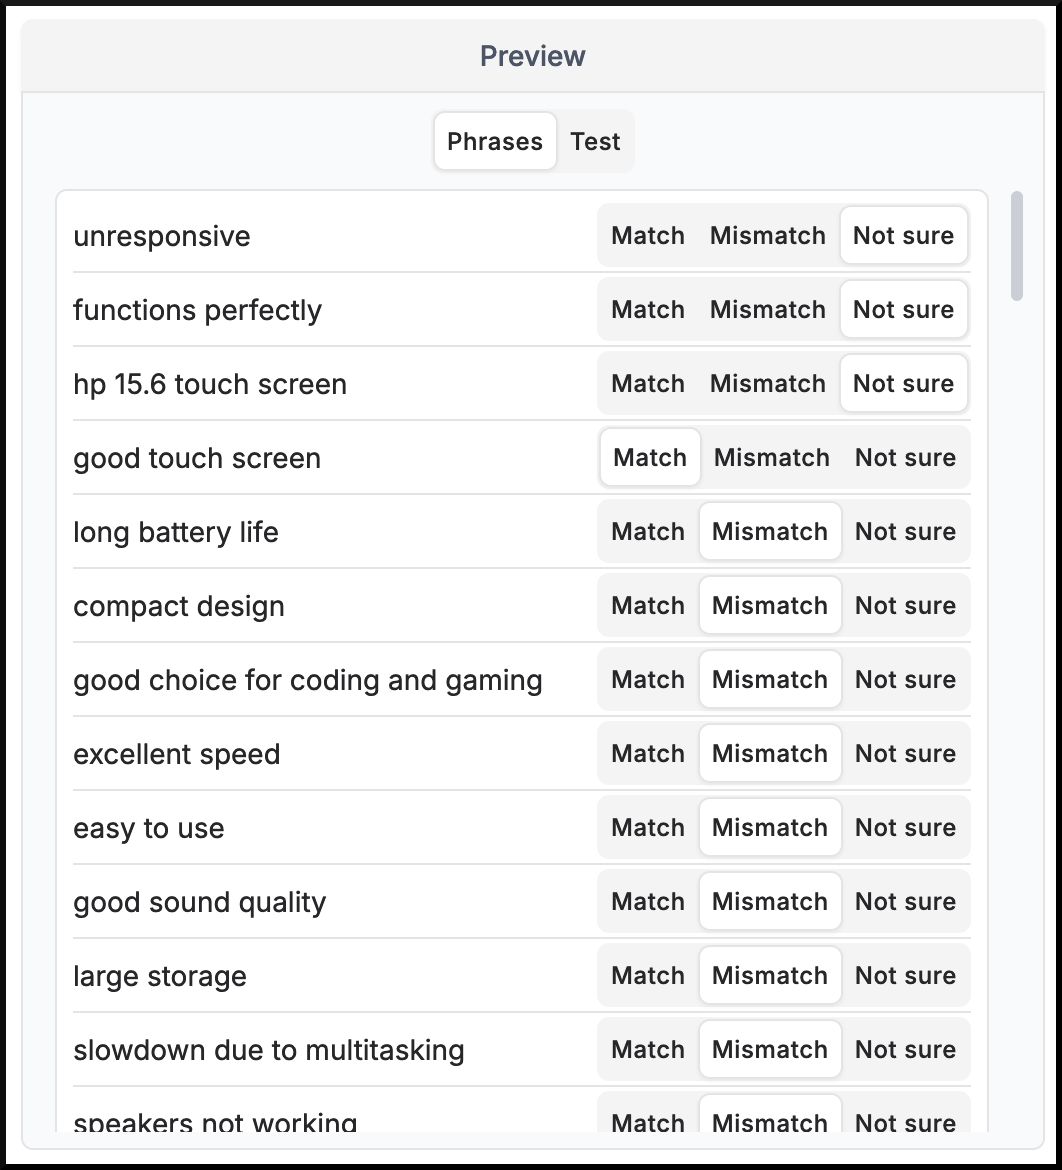 Preview
Phrases Test
unresponsive Match Mismatch Not sure
functions perfectly Match Mismatch Not sure
hp 15.6 touch screen Match Mismatch Not sure
good touch screen Match Mismatch Not sure
long battery life Match Mismatch Not sure
compact design Match Mismatch Not sure
good choice for coding and gaming Match Mismatch Not sure
excellent speed Match Mismatch Not sure
easy to use Match Mismatch Not sure
good sound quality Match Mismatch Not sure
large storage Match Mismatch Not sure
slowdown due to multitasking Match Mismatch Not sure
speakers not working Match Mismatch Not sure